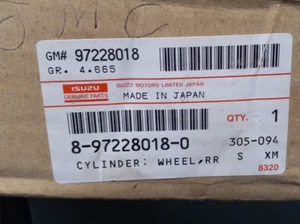 GMC
GM# 97228018
GR. 4.665
ISUZU
GENUINE PARTS
ISUZU MOTORS LIMITED JAPAN
MADE IN JAPAN
8-97228018-0
QTY. 1
305-094
CYLINDER: WHEEL,RR
S XM
8320